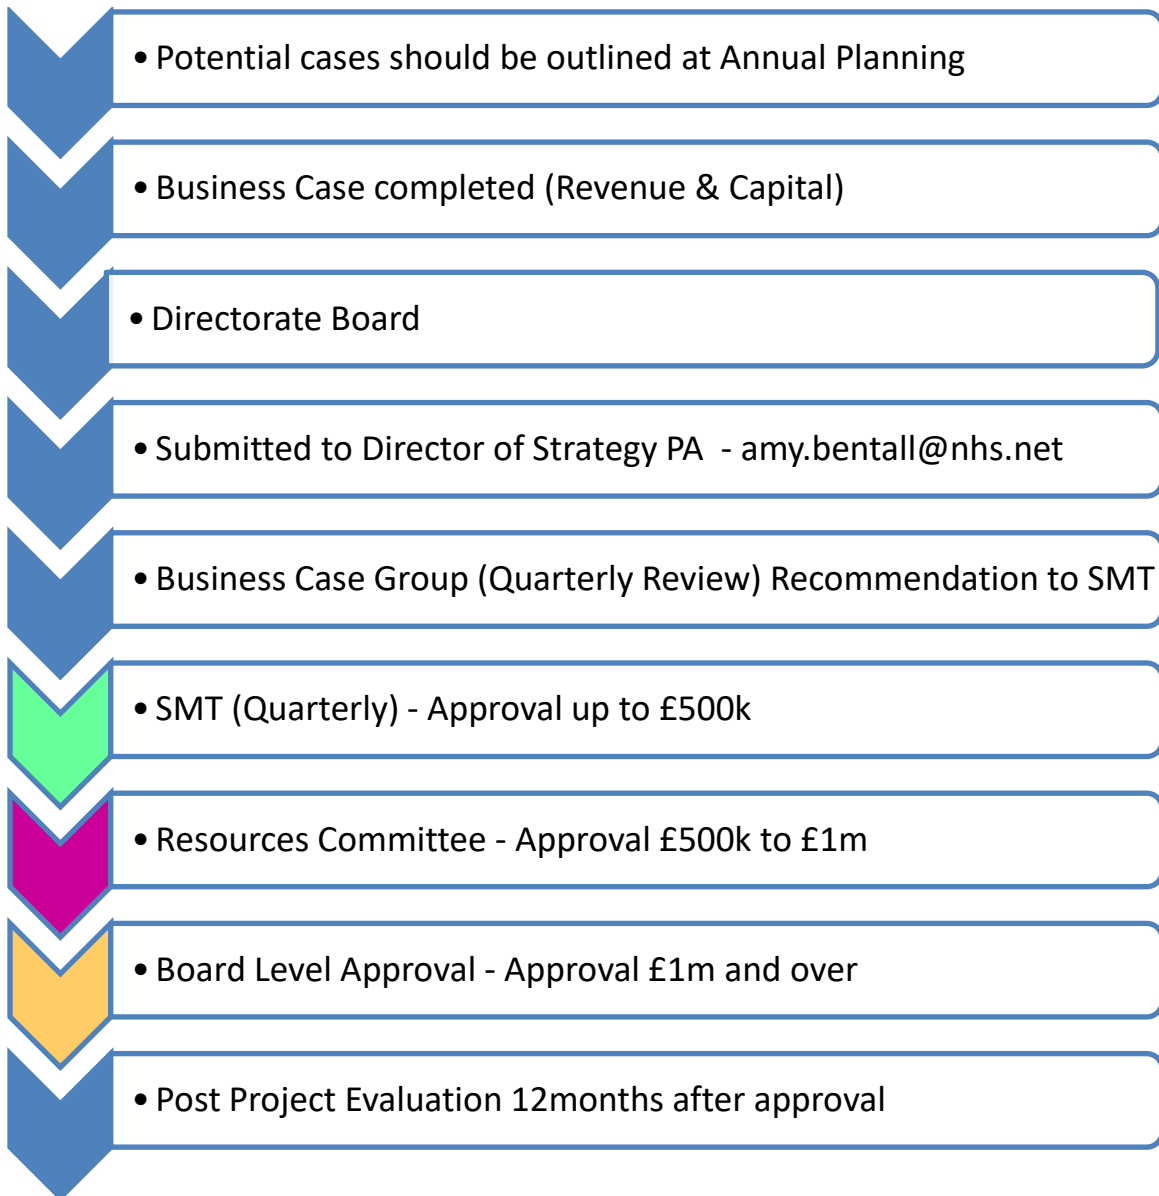 • Potential cases should be outlined at Annual Planning
• Business Case completed (Revenue & Capital)
• Directorate Board
• Submitted to Director of Strategy PA  - amy.bentall@nhs.net
• Business Case Group (Quarterly Review) Recommendation to SMT
• SMT (Quarterly) - Approval up to £500k
• Resources Committee - Approval £500k to £1m
• Board Level Approval - Approval £1m and over
• Post Project Evaluation 12months after approval